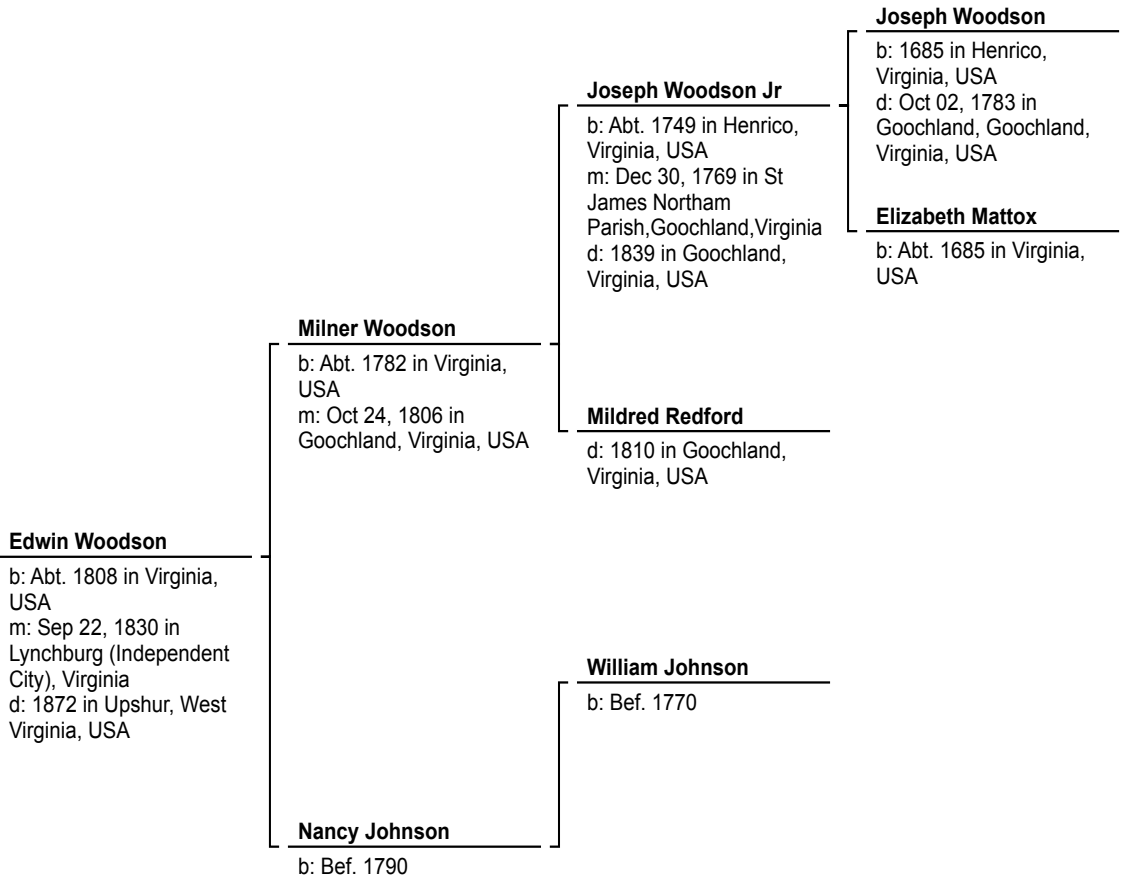 Joseph Woodson
b: 1685 in Henrico,
Virginia, USA
d: Oct 02, 1783 in
Goochland, Goochland,
Virginia, USA
Joseph Woodson Jr
b: Abt. 1749 in Henrico,
Virginia, USA
m: Dec 30, 1769 in St
James Northam
Parish,Goochland,Virginia
d: 1839 in Goochland,
Virginia, USA
Elizabeth Mattox
b: Abt. 1685 in Virginia,
USA
Milner Woodson
b: Abt. 1782 in Virginia,
USA
m: Oct 24, 1806 in
Goochland, Virginia, USA
Mildred Redford
d: 1810 in Goochland,
Virginia, USA
Edwin Woodson
b: Abt. 1808 in Virginia,
USA
m: Sep 22, 1830 in
Lynchburg (Independent
City), Virginia
d: 1872 in Upshur, West
Virginia, USA
William Johnson
b: Bef. 1770
Nancy Johnson
b: Bef. 1790